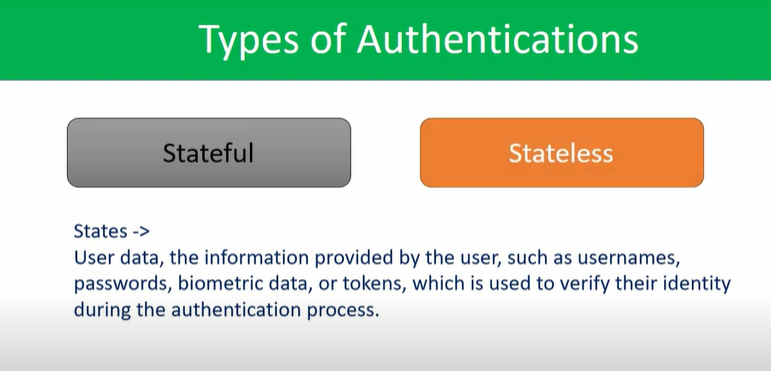 Types of Authentications
Stateful
Stateless
States ->
User data, the information provided by the user, such as usernames,
passwords, biometric data, or tokens, which is used to verify their identity
during the authentication process.